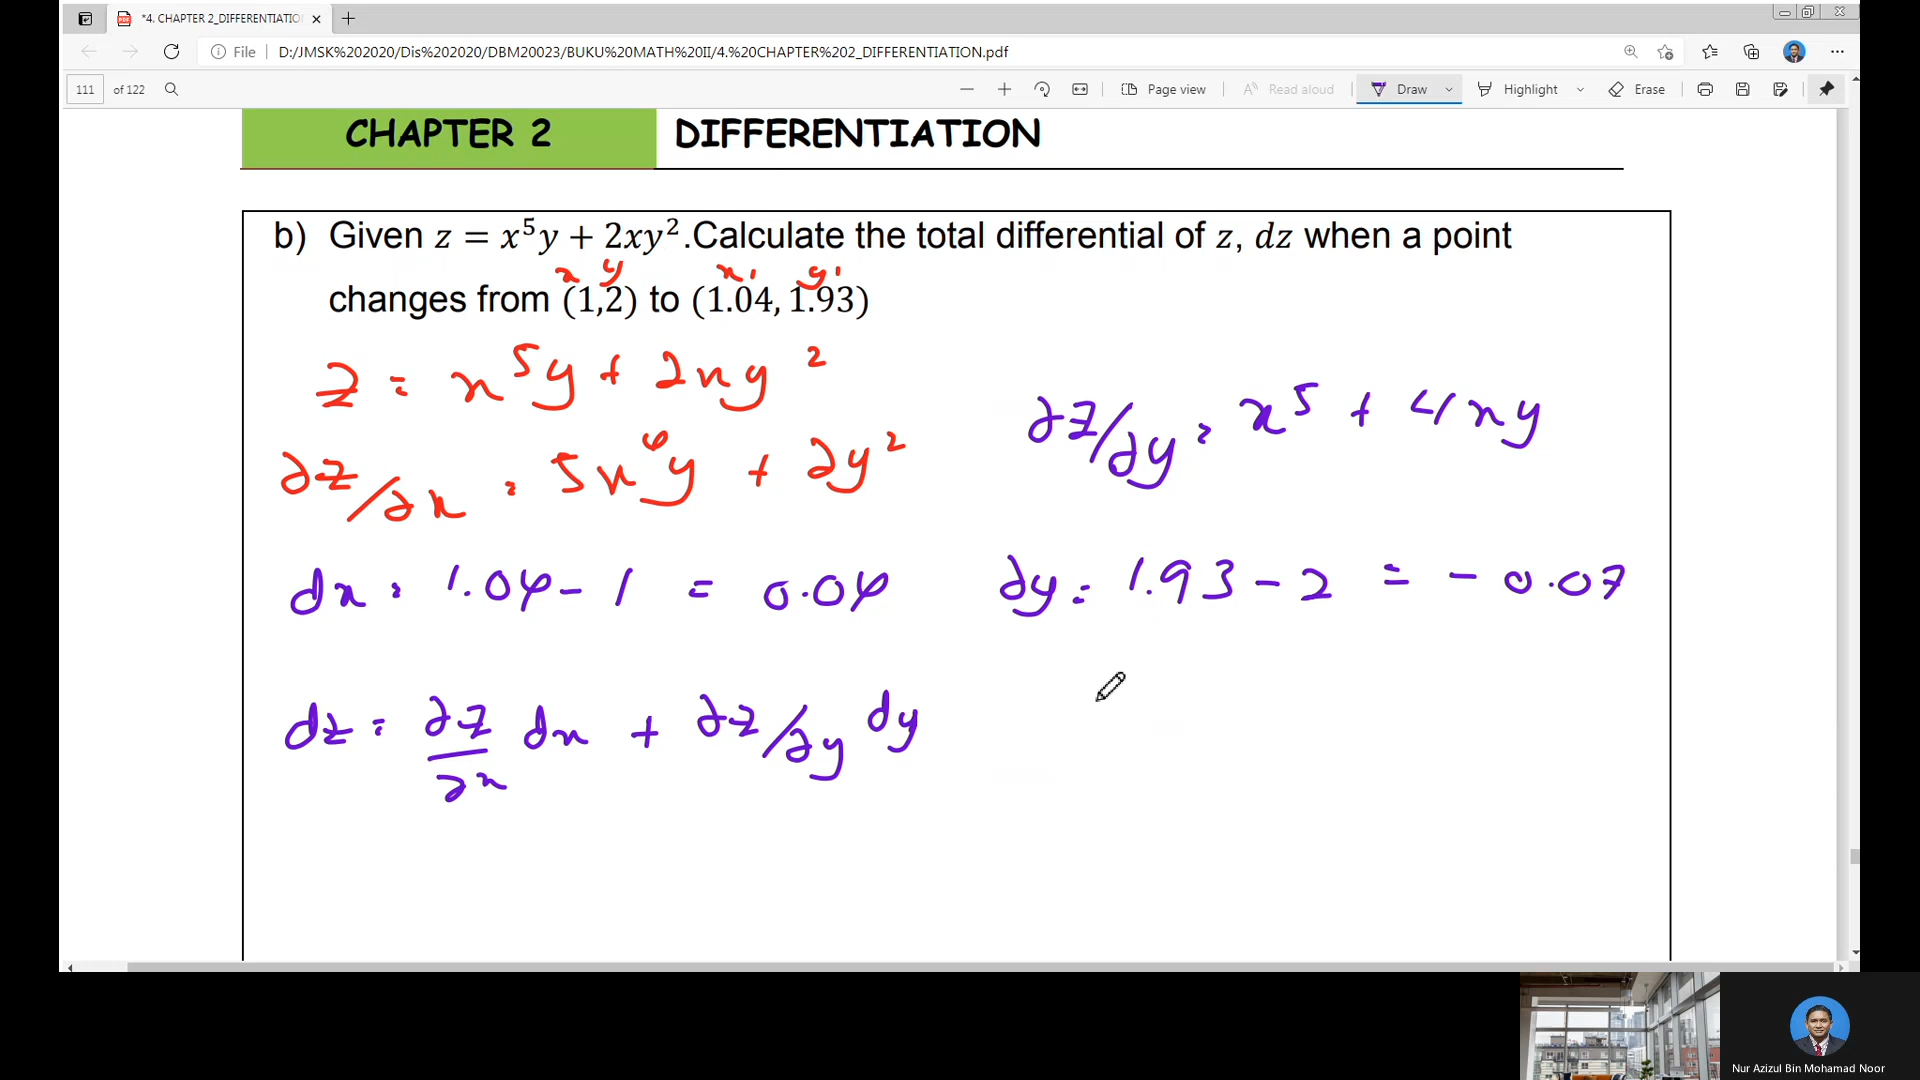 *4. CHAPTER 2_DIFFERENTIATIO
File D:/JMSK%202020/Dis%202020/DBM20023/BUKU%20MATH%20II/4.%20CHAPTER%202_DIFFERENTIATION.pdf
111 of 122 Page view Read aloud Draw Highlight Erase
CHAPTER 2 DIFFERENTIATION
b) Given z = x⁵y + 2xy².Calculate the total differential of z, dz when a point
x y x' y'
changes from (1,2) to (1.04, 1.93)
z = x⁵y + 2xy²
∂z/∂x = 5x⁴y + 2y²
∂z/∂y = x⁵ + 4xy
dx = 1.04 - 1 = 0.04
∂y = 1.93 - 2 = - 0.07
dz = ∂z/∂x dx + ∂z/∂y dy
Nur Azizul Bin Mohamad Noor